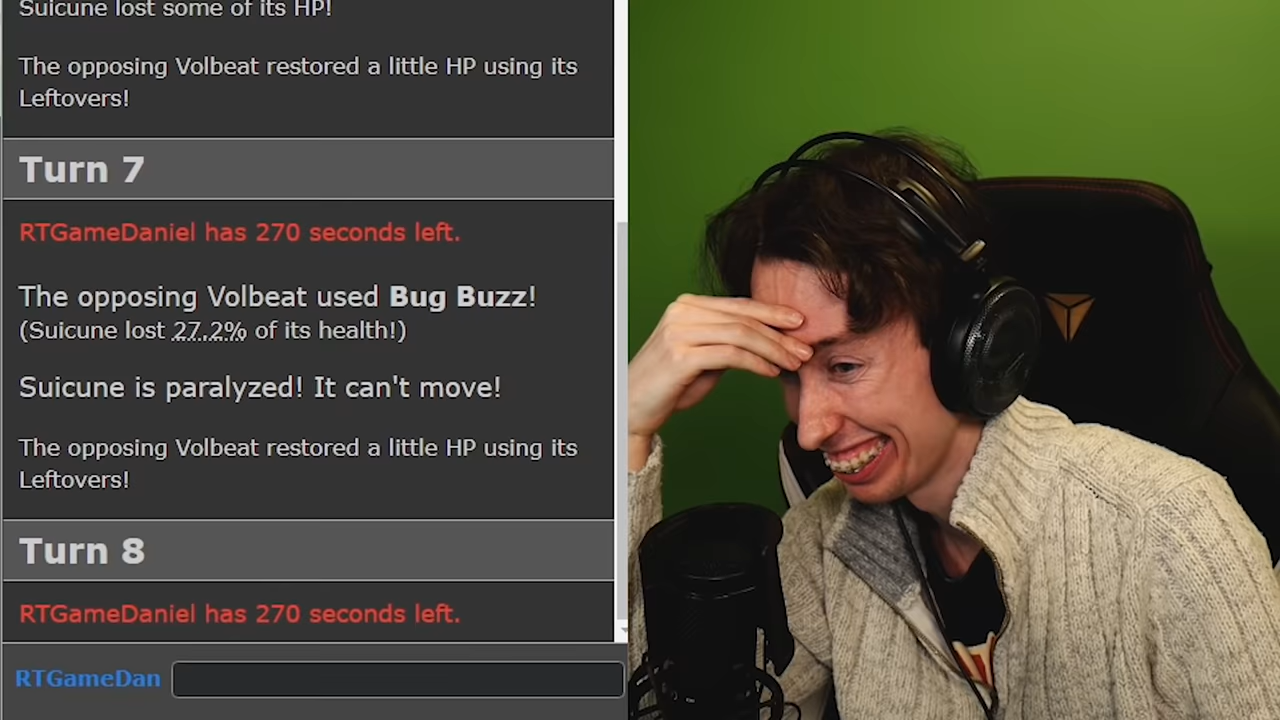 Suicune lost some of its HP!
The opposing Volbeat restored a little HP using its
Leftovers!
Turn 7
RTGameDaniel has 270 seconds left.
The opposing Volbeat used Bug Buzz!
(Suicune lost 27.2% of its health!)
Suicune is paralyzed! It can't move!
The opposing Volbeat restored a little HP using its
Leftovers!
Turn 8
RTGameDaniel has 270 seconds left.
RTGameDan